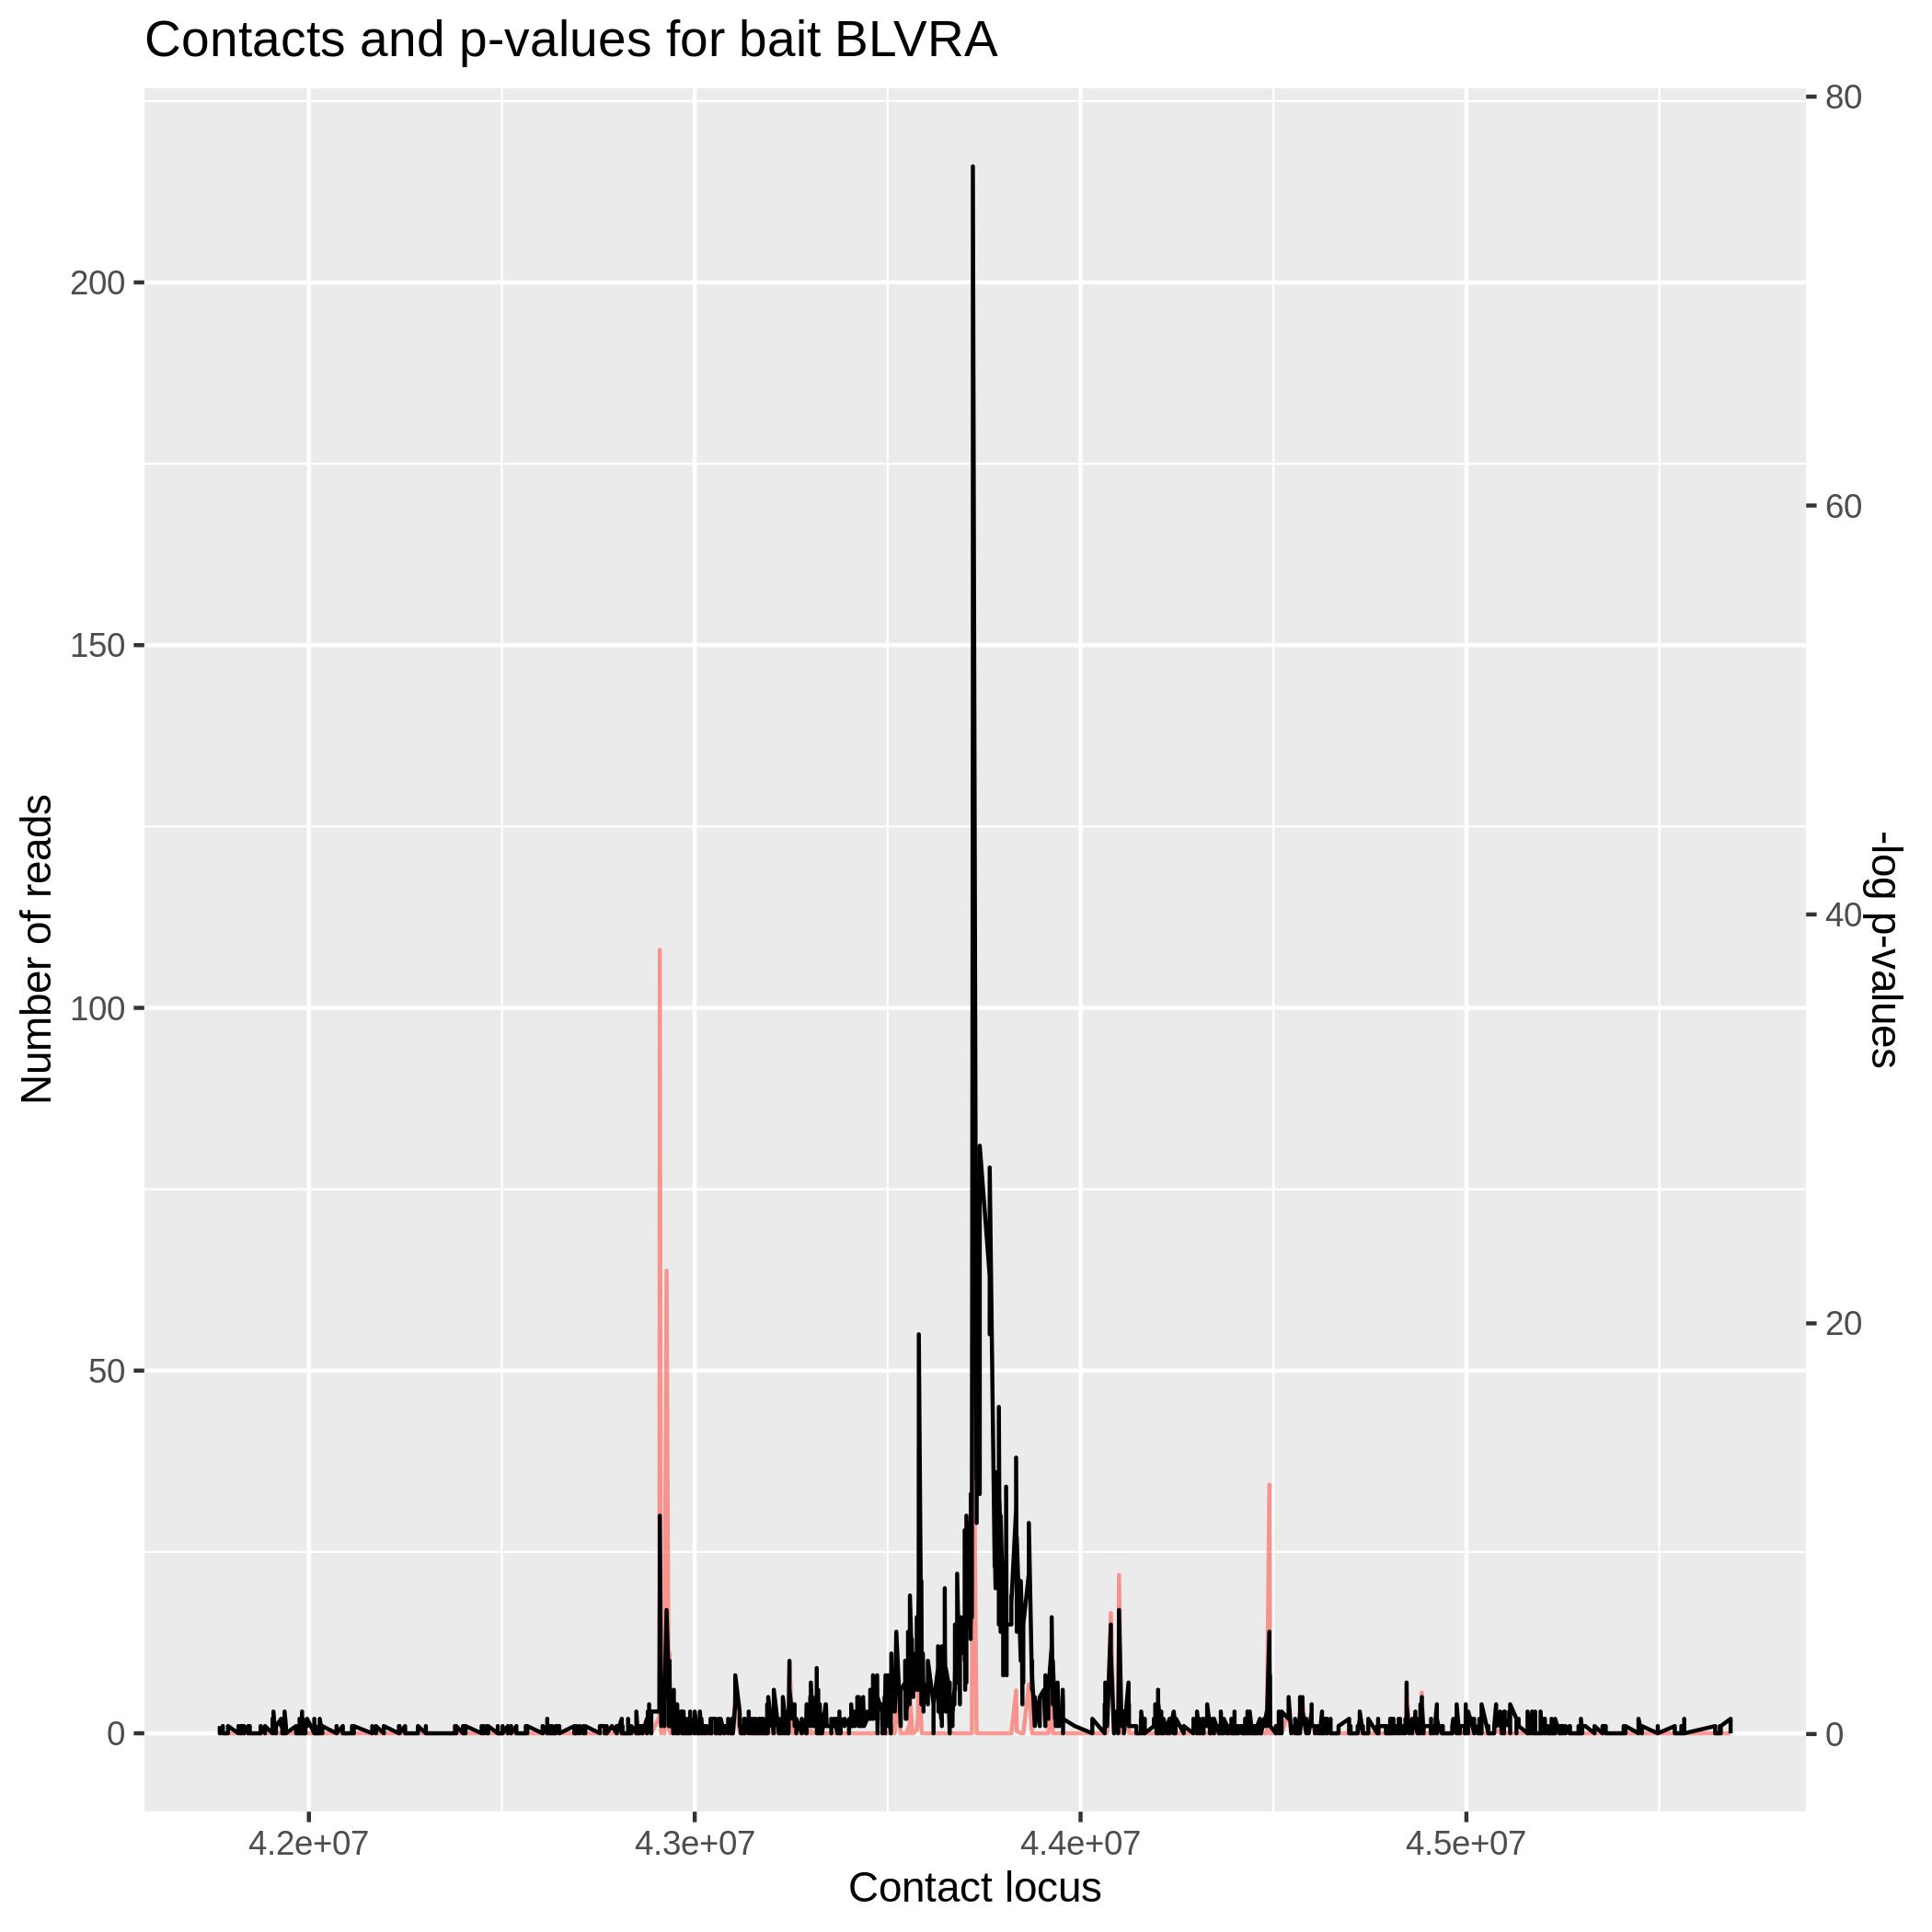 Contacts and p-values for bait BLVRA
80
200
60
150
Number of reads
-log p-values
40
100
20
50
0
0
4.2e+07
4.3e+07
4.4e+07
4.5e+07
Contact locus